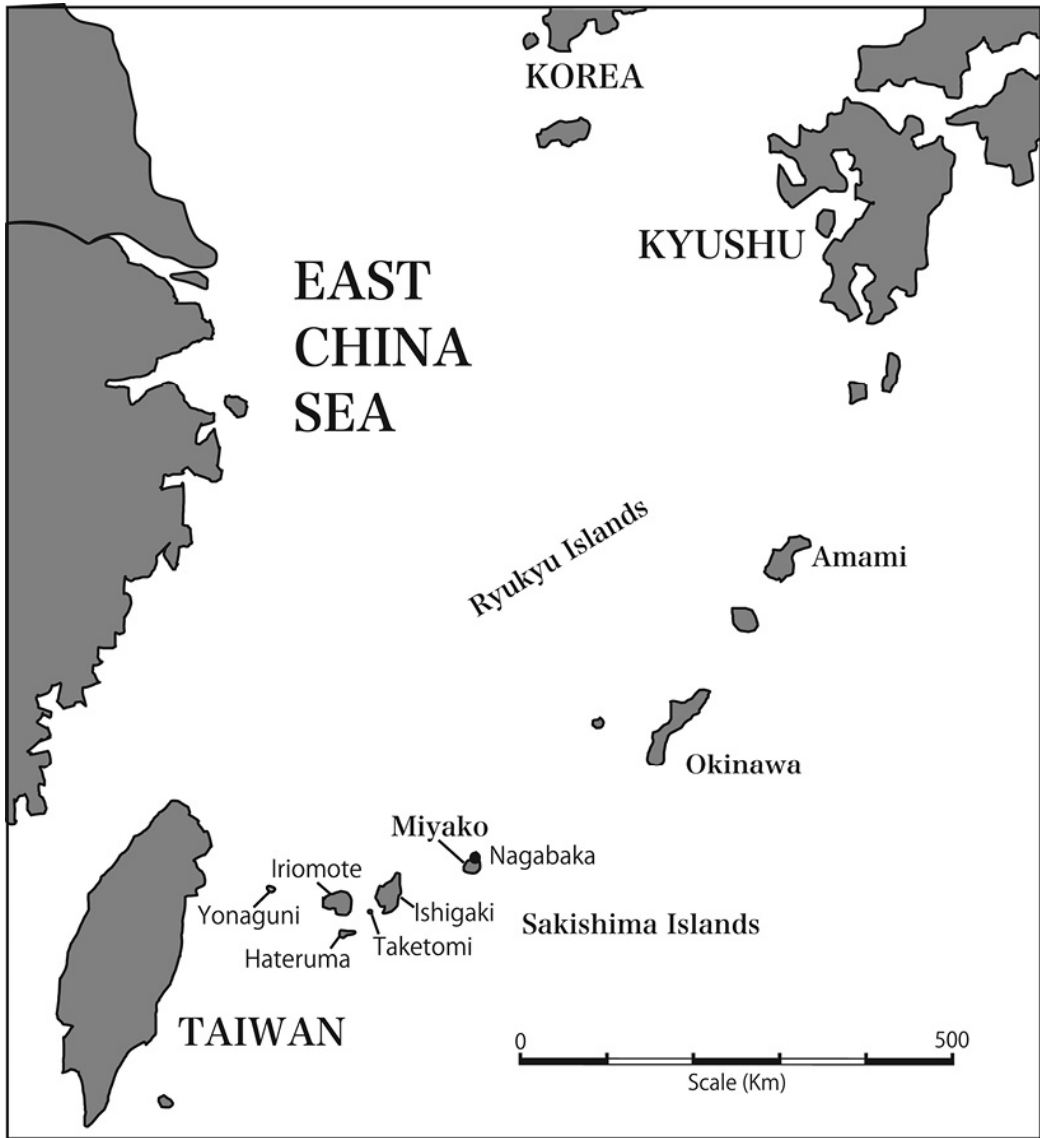 KOREA
KYUSHU
EAST
CHINA
SEA
Ryukyu Islands
Amami
Okinawa
Miyako
Nagabaka
Iriomote
Yonaguni
Ishigaki
Sakishima Islands
Hateruma
Taketomi
TAIWAN
0
500
Scale (Km)